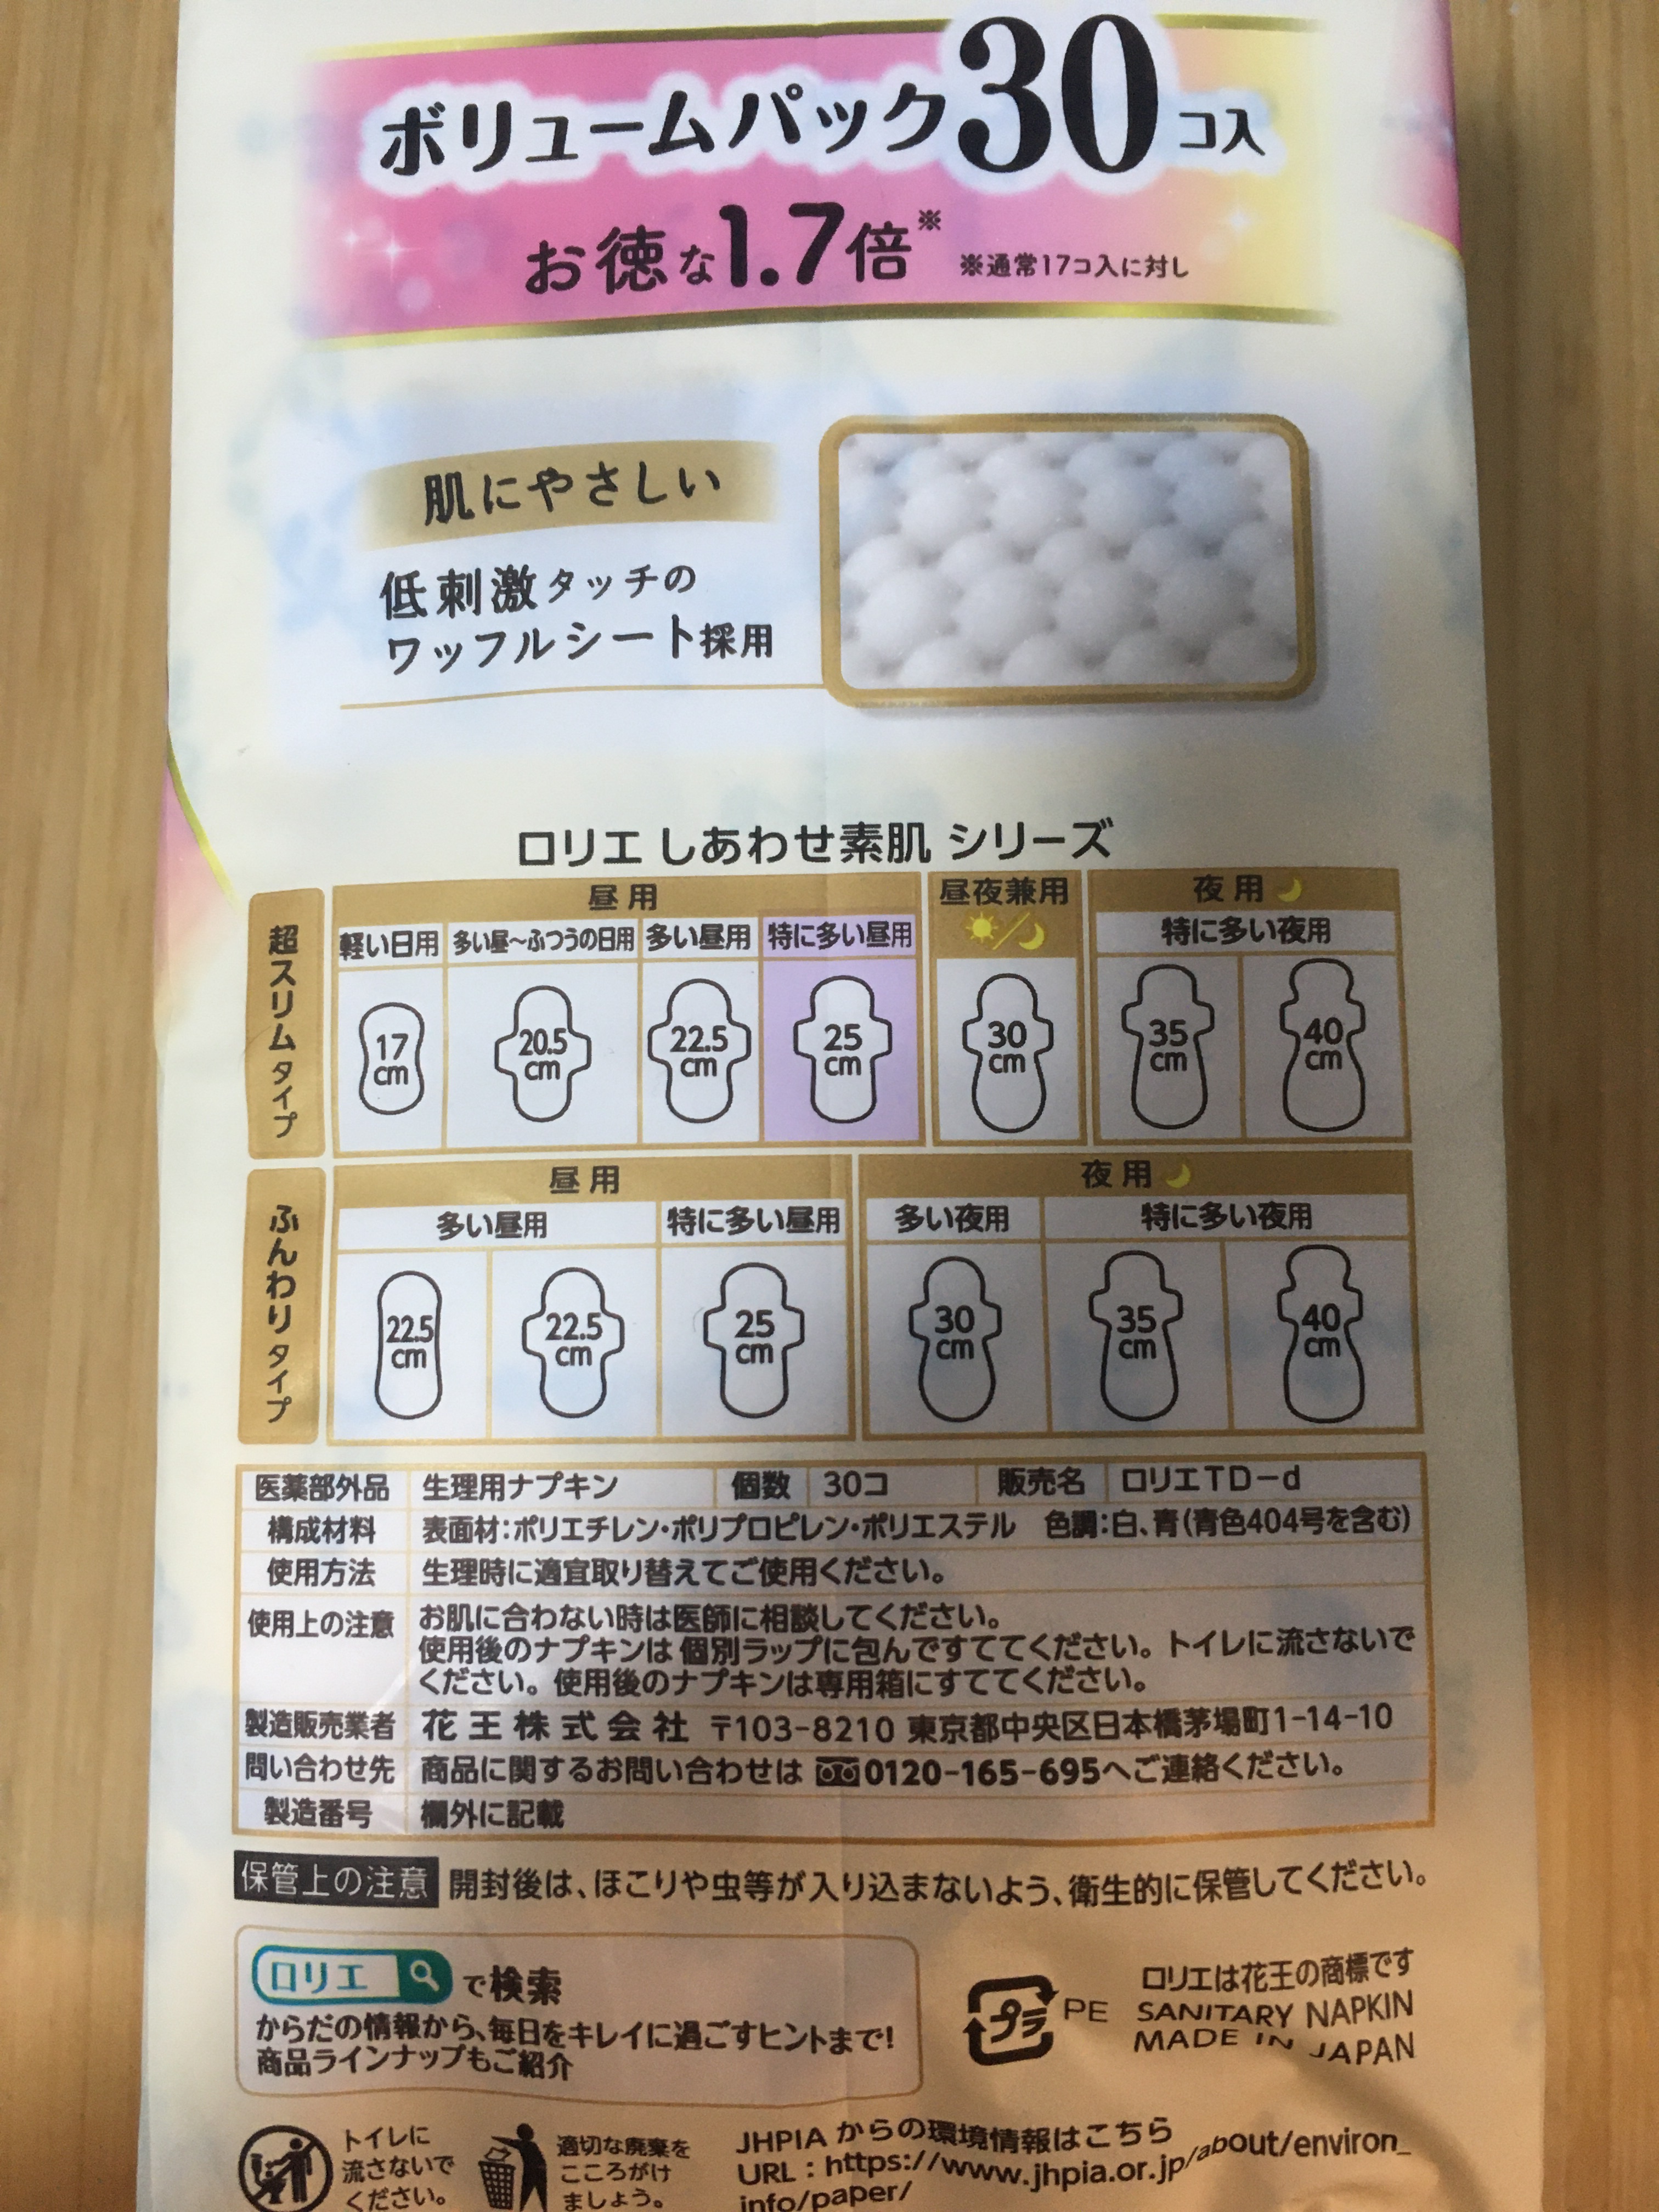 ボリュームパック30コ入
お徳な1.7倍※ ※通常17コ入に対し
肌にやさしい
低刺激タッチの
ワッフルシート採用
ロリエ しあわせ素肌 シリーズ
超スリムタイプ
昼用 昼夜兼用 夜用
軽い日用 多い昼〜ふつうの日用 多い昼用 特に多い昼用 特に多い夜用
17cm 20.5cm 22.5cm 25cm 30cm 35cm 40cm
ふんわりタイプ
昼用 夜用
多い昼用 特に多い昼用 多い夜用 特に多い夜用
22.5cm 22.5cm 25cm 30cm 35cm 40cm
医薬部外品 生理用ナプキン 個数 30コ 販売名 ロリエTD-d
構成材料 表面材:ポリエチレン・ポリプロピレン・ポリエステル 色調:白、青(青色404号を含む)
使用方法 生理時に適宜取り替えてご使用ください。
使用上の注意 お肌に合わない時は医師に相談してください。
使用後のナプキンは個別ラップに包んですててください。トイレに流さないで
ください。使用後のナプキンは専用箱にすててください。
製造販売業者 花王株式会社 〒103-8210 東京都中央区日本橋茅場町1-14-10
問い合わせ先 商品に関するお問い合わせは 0120-165-695へご連絡ください。
製造番号 欄外に記載
保管上の注意 開封後は、ほこりや虫等が入り込まないよう、衛生的に保管してください。
ロリエ で検索
からだの情報から、毎日をキレイに過ごすヒントまで!
商品ラインナップもご紹介
プラ PE
ロリエは花王の商標です
SANITARY NAPKIN
MADE IN JAPAN
トイレに
流さないで
ください。
適切な廃棄を
こころがけ
ましょう。
JHPIA からの環境情報はこちら
URL : https://www.jhpia.or.jp/about/environ_
info/paper/